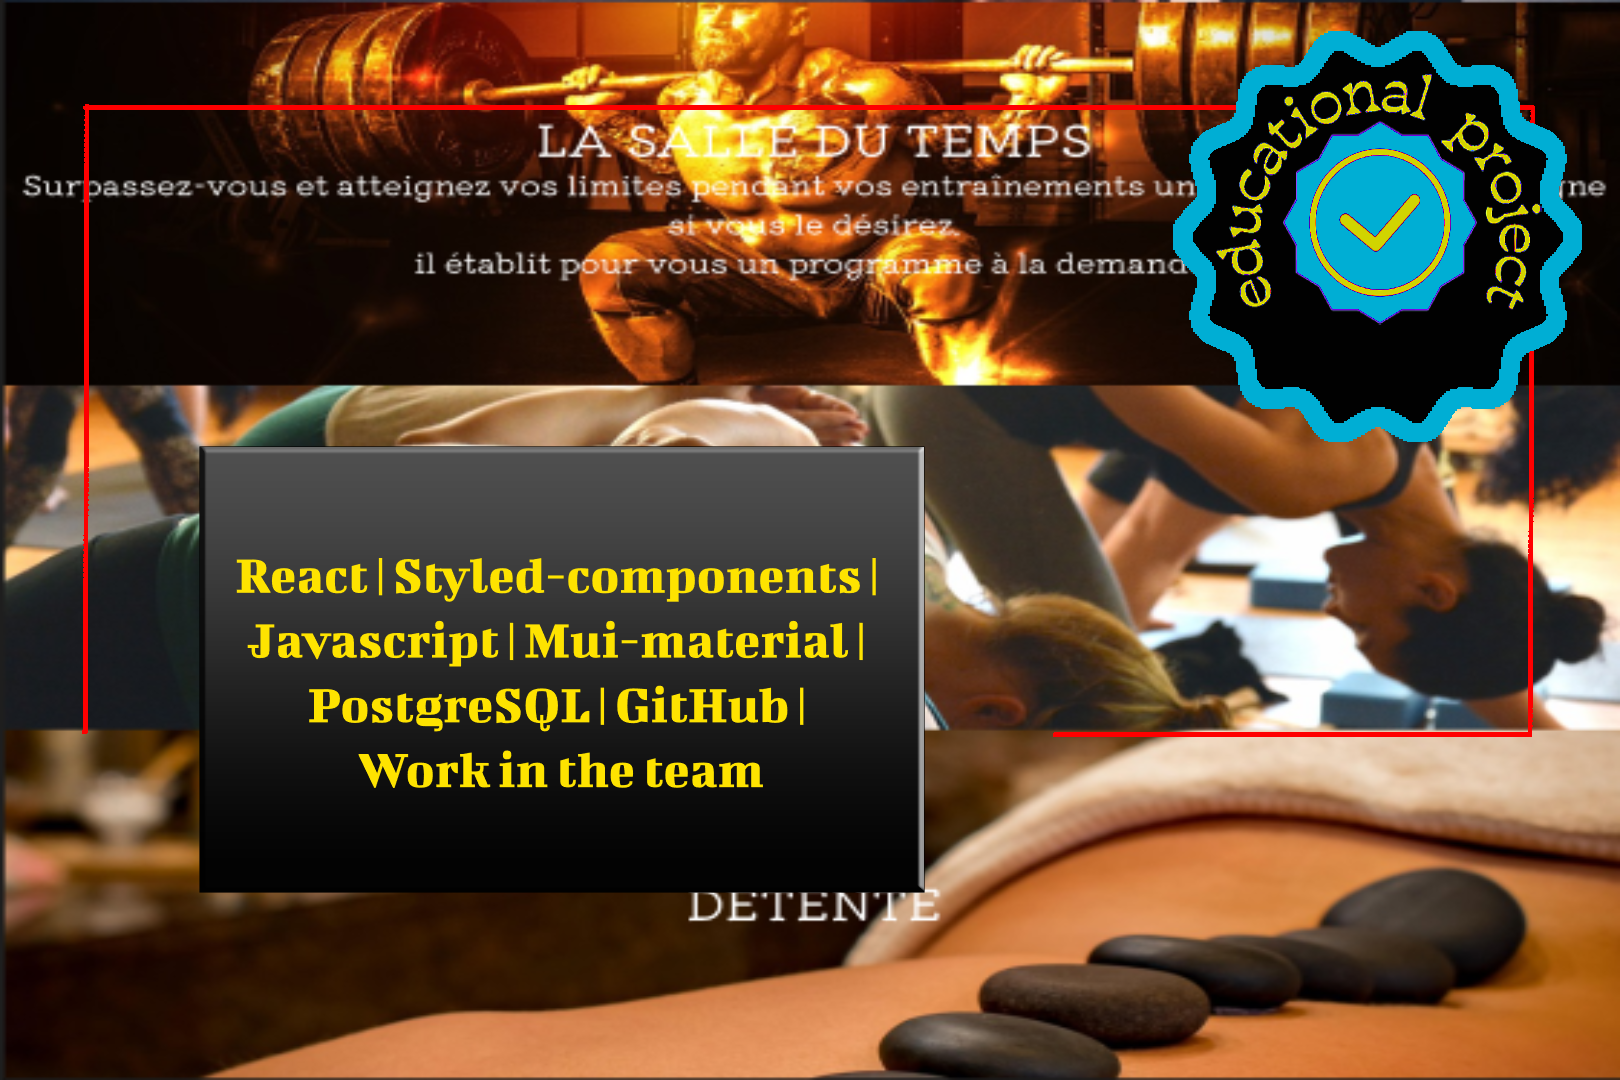 LA SALLE DU TEMPS
Surpassez-vous et atteignez vos limites pendant vos entraînements un
si vous le désirez.
il établit pour vous un programme à la demand
educational project
React | Styled-components |
Javascript | Mui-material |
PostgreSQL | GitHub |
Work in the team
DETENTE